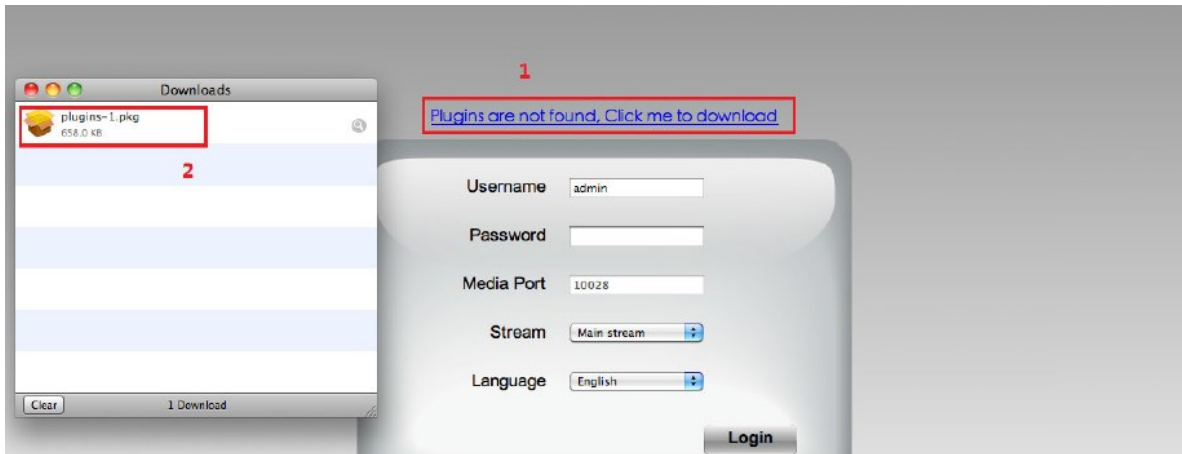 1
Plugins are not found, Click me to download
Downloads
plugins-1.pkg
658.0 KB
2
Clear
1 Download
Username
admin
Password
Media Port
10028
Stream
Main stream
Language
English
Login